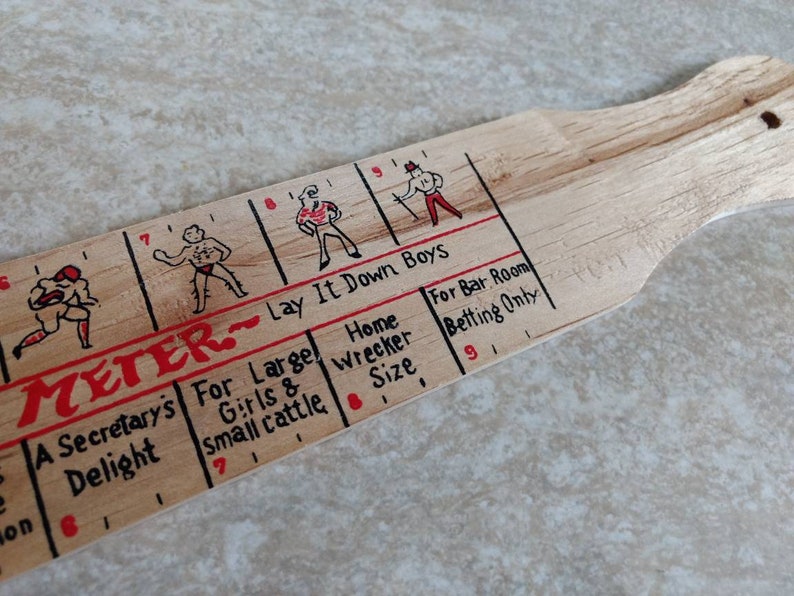 6 7 8 9
METER~ Lay It Down Boys
A Secretary's
Delight
6
For Large
Girls &
Small Cattle
7
Home
Wrecker
Size
8
For Bar Room
Betting Only
9